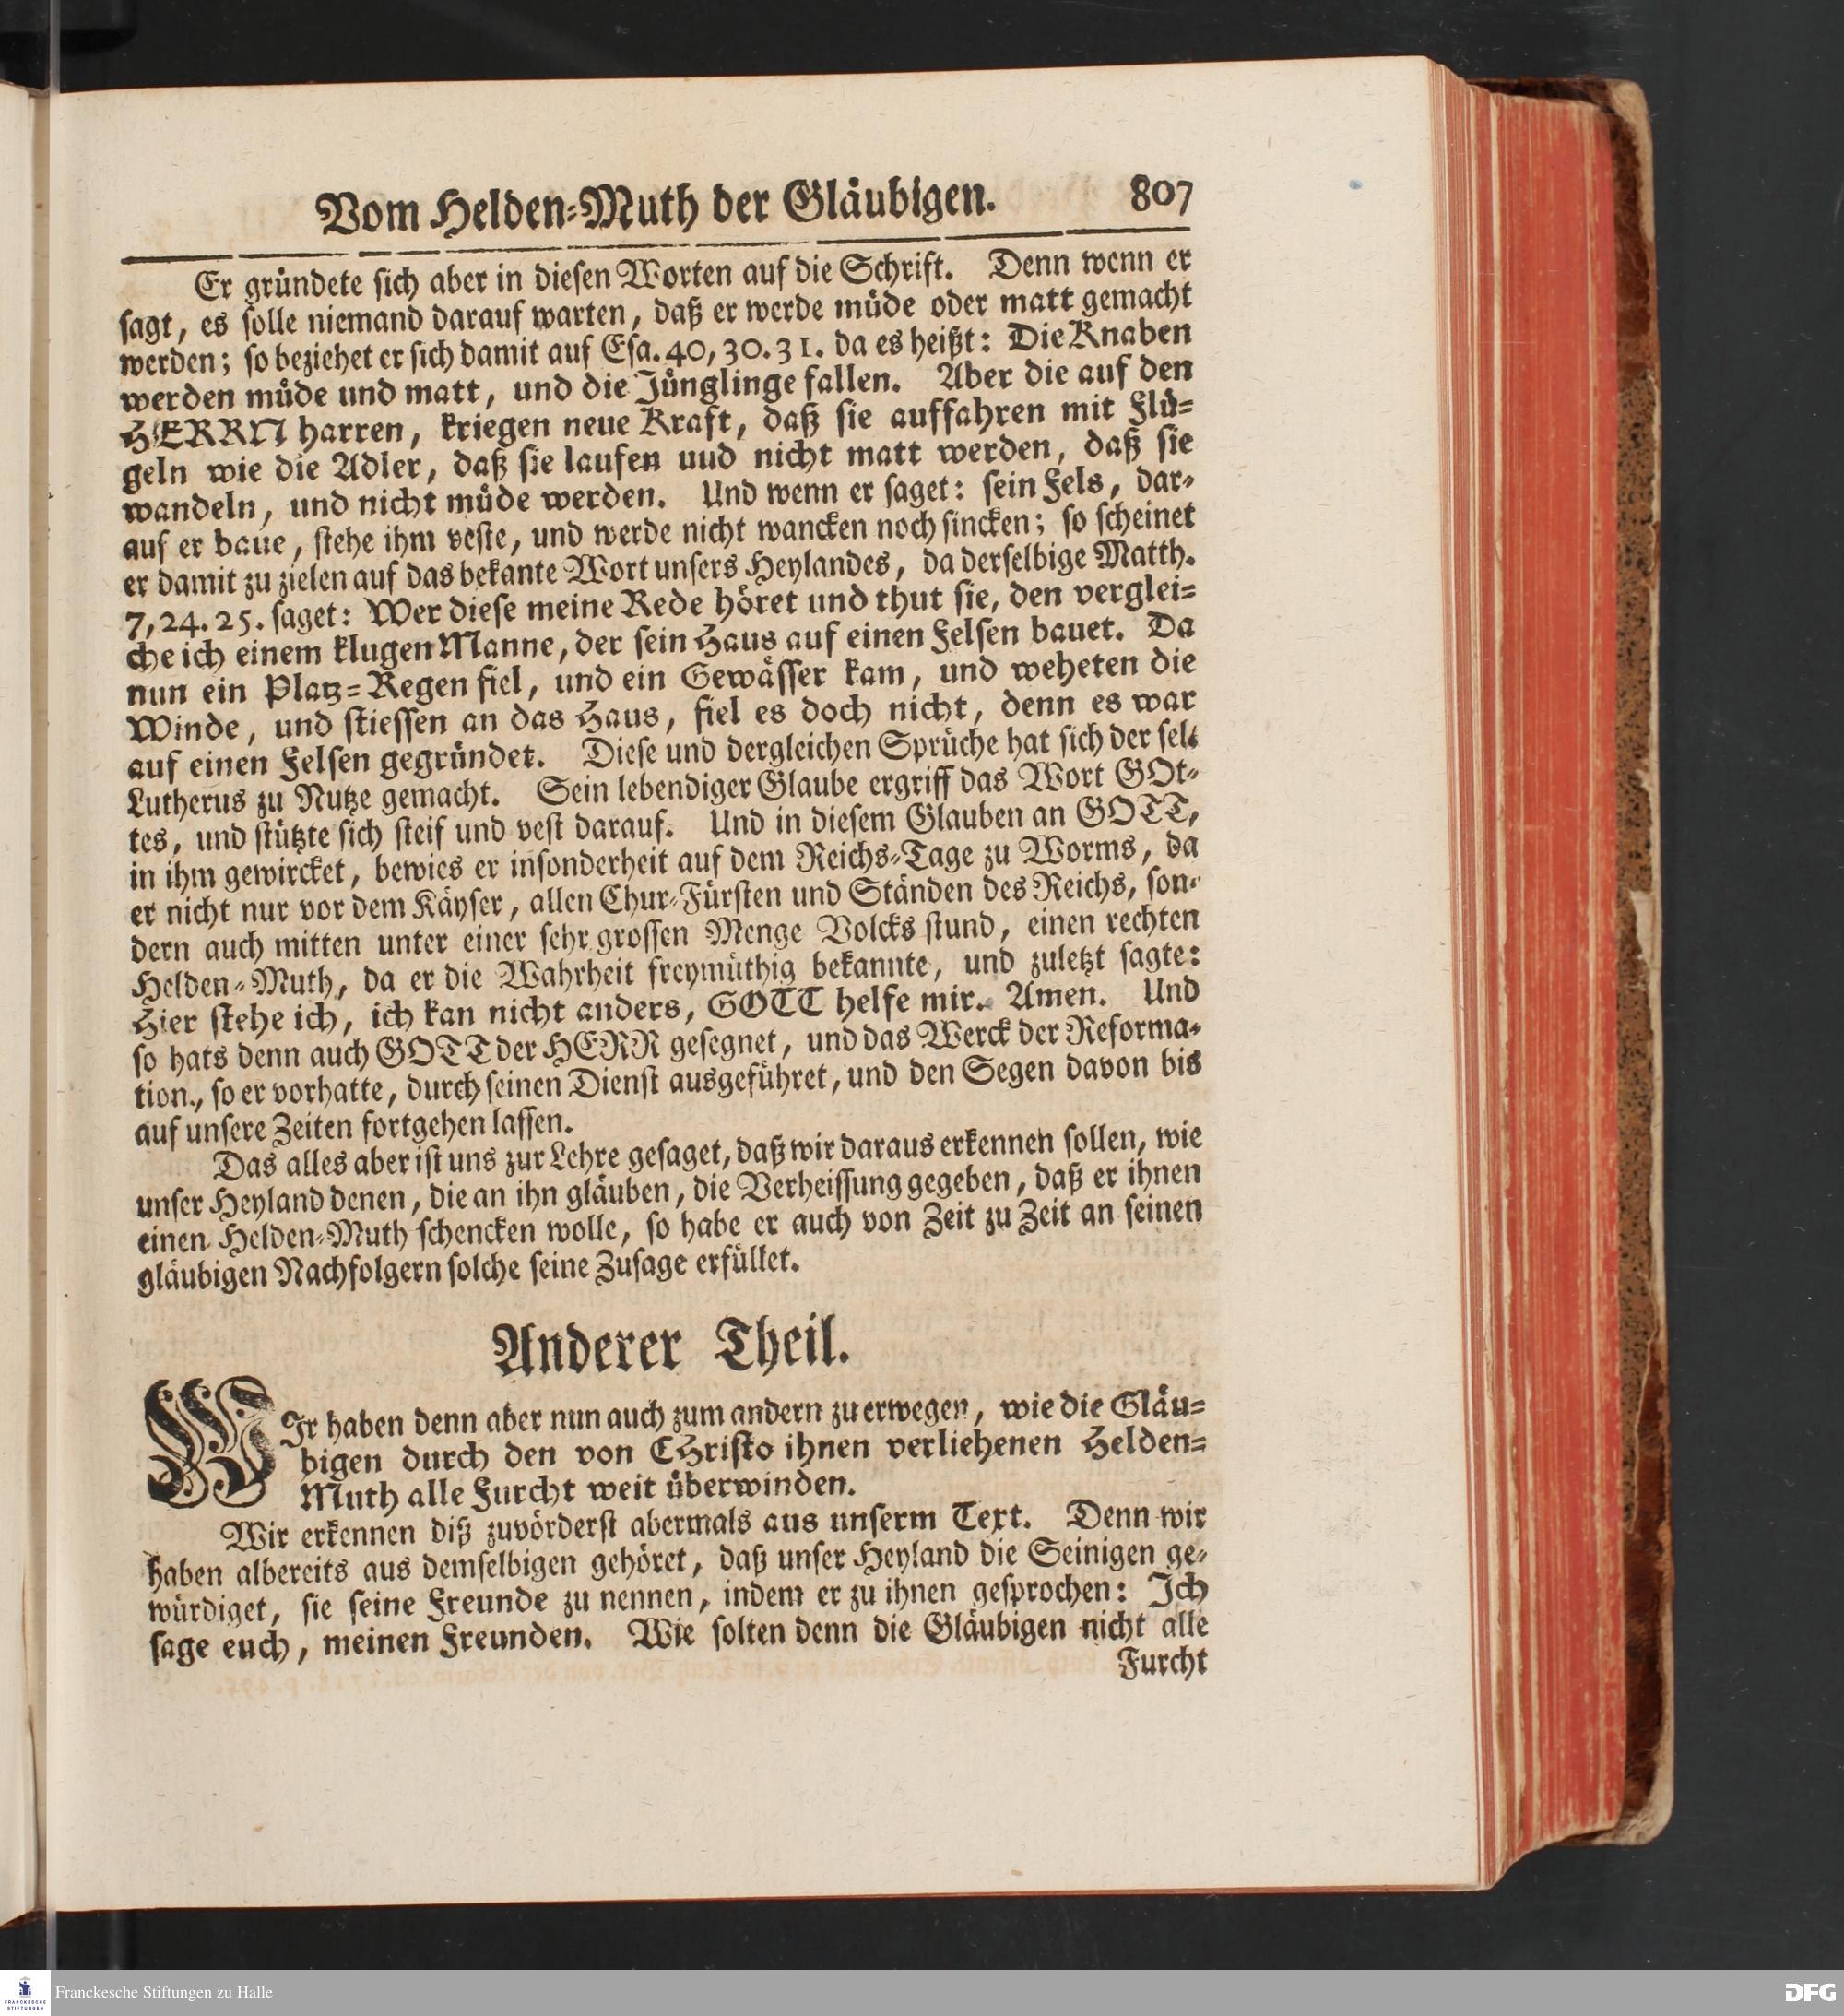 Vom Helden-Muth der Gläubigen. 807
Er gründete sich aber in diesen Worten auf die Schrift. Denn wenn er
sagt, es solle niemand darauf warten, daß er werde müde oder matt gemacht
werden; so beziehet er sich damit auf Esa. 40, 30. 31. da es heißt: Die Knaben
werden müde und matt, und die Jünglinge fallen. Aber die auf den
HERRN harren, kriegen neue Kraft, daß sie auffahren mit Flü-
geln wie die Adler, daß sie laufen uud nicht matt werden, daß sie
wandeln, und nicht müde werden. Und wenn er saget: sein Fels, dar-
auf er baue, stehe ihm veste, und werde nicht wancken noch sincken; so scheinet
er damit zu zielen auf das bekante Wort unsers Heylandes, da derselbige Matth.
7, 24. 25. saget: Wer diese meine Rede höret und thut sie, den verglei-
che ich einem klugen Manne, der sein Haus auf einen Felsen bauet. Da
nun ein Platz-Regen fiel, und ein Gewässer kam, und weheten die
Winde, und stiessen an das Haus, fiel es doch nicht, denn es war
auf einen Felsen gegründet. Diese und dergleichen Sprüche hat sich der sel.
Lutherus zu Nutze gemacht. Sein lebendiger Glaube ergriff das Wort GOt-
tes, und stützte sich steif und vest darauf. Und in diesem Glauben an GOTT,
in ihm gewircket, bewies er insonderheit auf dem Reichs-Tage zu Worms, da
er nicht nur vor dem Käyser, allen Chur-Fürsten und Ständen des Reichs, son-
dern auch mitten unter einer sehr grossen Menge Volcks stund, einen rechten
Helden-Muth, da er die Wahrheit freymüthig bekannte, und zuletzt sagte:
Hier stehe ich, ich kan nicht anders, GOTT helfe mir. Amen. Und
so hats denn auch GOTT der HERR gesegnet, und das Werck der Reforma-
tion, so er vorhatte, durch seinen Dienst ausgeführet, und den Segen davon bis
auf unsere Zeiten fortgehen lassen.
Das alles aber ist uns zur Lehre gesaget, daß wir daraus erkennen sollen, wie
unser Heyland denen, die an ihn gläuben, die Verheissung gegeben, daß er ihnen
einen Helden-Muth schencken wolle, so habe er auch von Zeit zu Zeit an seinen
gläubigen Nachfolgern solche seine Zusage erfüllet.
Anderer Theil.
WIr haben denn aber nun auch zum andern zu erwegen, wie die Gläu-
bigen durch den von CHristo ihnen verliehenen Helden-
Muth alle Furcht weit überwinden.
Wir erkennen diß zuvörderst abermals aus unserm Text. Denn wir
haben albereits aus demselbigen gehöret, daß unser Heyland die Seinigen ge-
würdiget, sie seine Freunde zu nennen, indem er zu ihnen gesprochen: Ich
sage euch, meinen Freunden. Wie solten denn die Gläubigen nicht alle
Furcht
FRANCKESCHE
STIFTUNGEN
Franckesche Stiftungen zu Halle
DFG